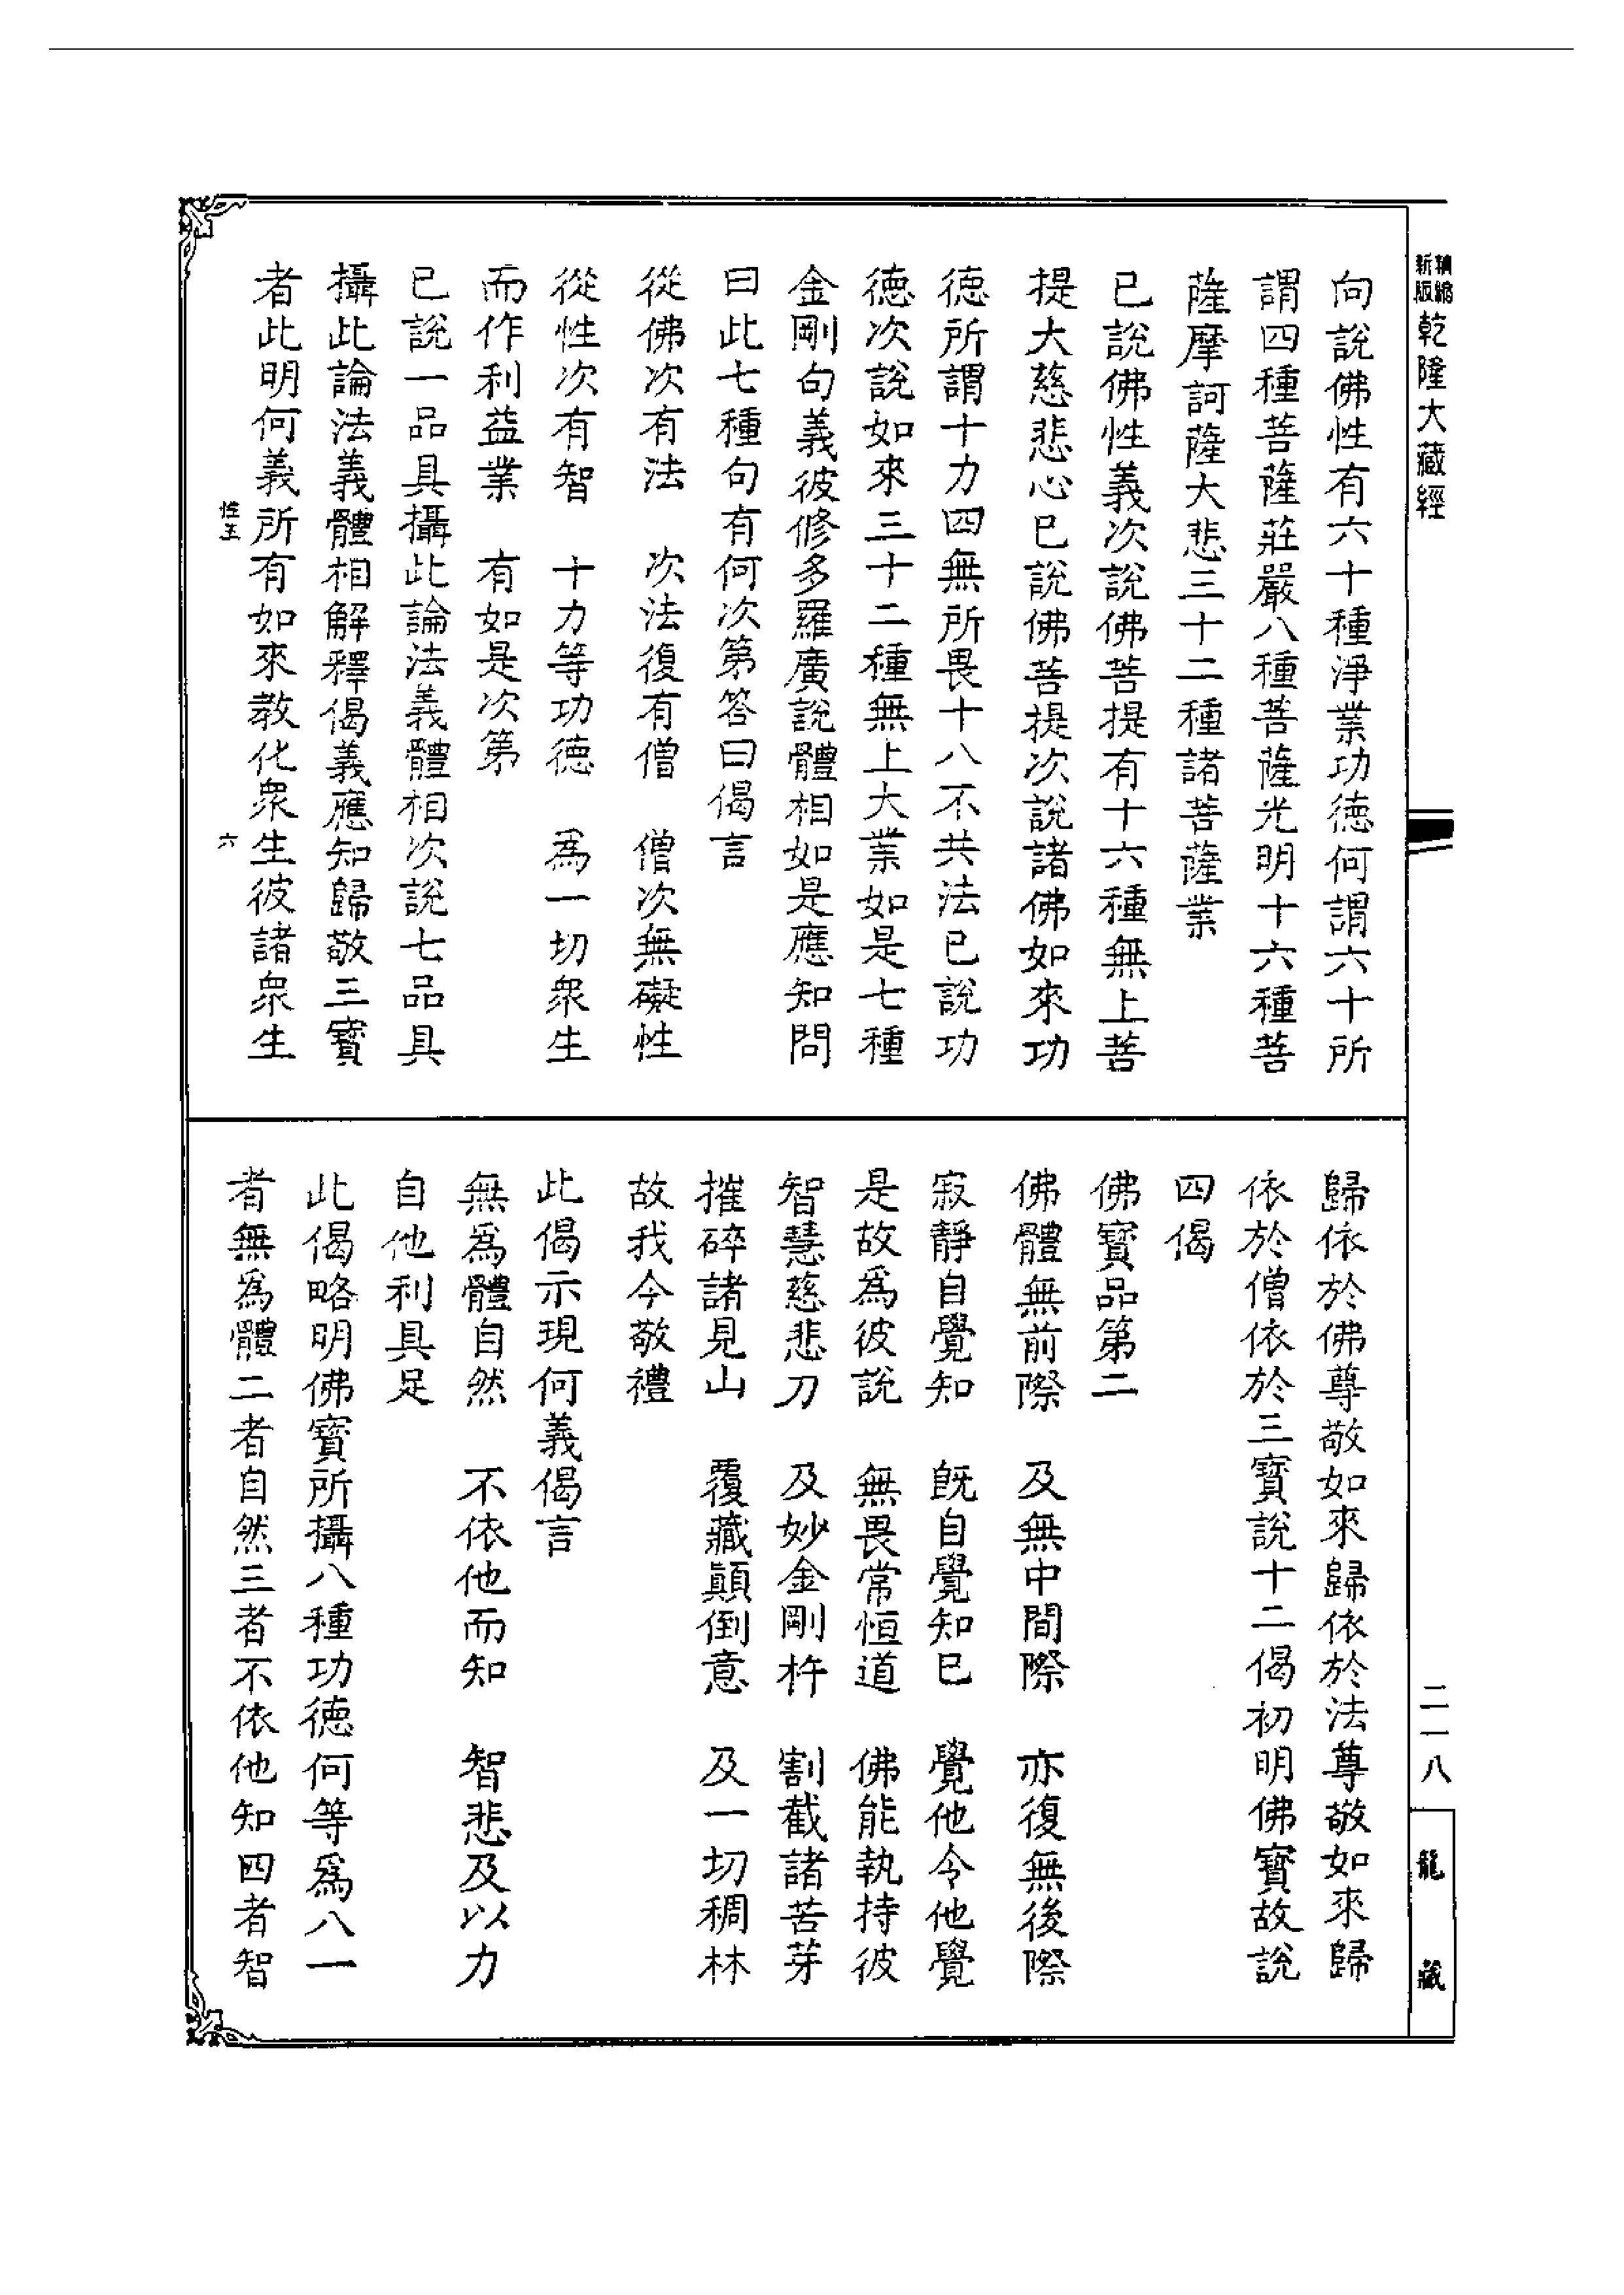 新版 精縮 乾隆大藏經
二一八
龍藏
向說佛性有六十種淨業功德何謂六十所
謂四種菩薩莊嚴八種菩薩光明十六種菩
薩摩訶薩大悲三十二種諸菩薩業
已說佛性義次說佛菩提有十六種無上菩
提大慈悲心已說佛菩提次說諸佛如來功
德所謂十力四無所畏十八不共法已說功
德次說如來三十二種無上大業如是七種
金剛句義彼修多羅廣說體相如是應知問
曰此七種句有何次第答曰偈言
從佛次有法 次法復有僧 僧次無礙性
從性次有智 十力等功德 為一切衆生
而作利益業 有如是次第
已說一品具攝此論法義體相次說七品具
攝此論法義體相解釋偈義應知歸敬三寶
者此明何義所有如來教化衆生彼諸衆生
性五 六
歸依於佛尊敬如來歸依於法尊敬如來歸
依於僧依於三寶說十二偈初明佛寶故說
四偈
佛寶品第二
佛體無前際 及無中間際 亦復無後際
寂靜自覺知 旣自覺知已 覺他令他覺
是故為彼說 無畏常恒道 佛能執持彼
智慧慈悲刀 及妙金剛杵 割截諸苦芽
摧碎諸見山 覆藏顛倒意 及一切稠林
故我今敬禮
此偈示現何義偈言
無為體自然 不依他而知 智悲及以力
自他利具足
此偈略明佛寶所攝八種功德何等為八一
者無為體二者自然三者不依他知四者智